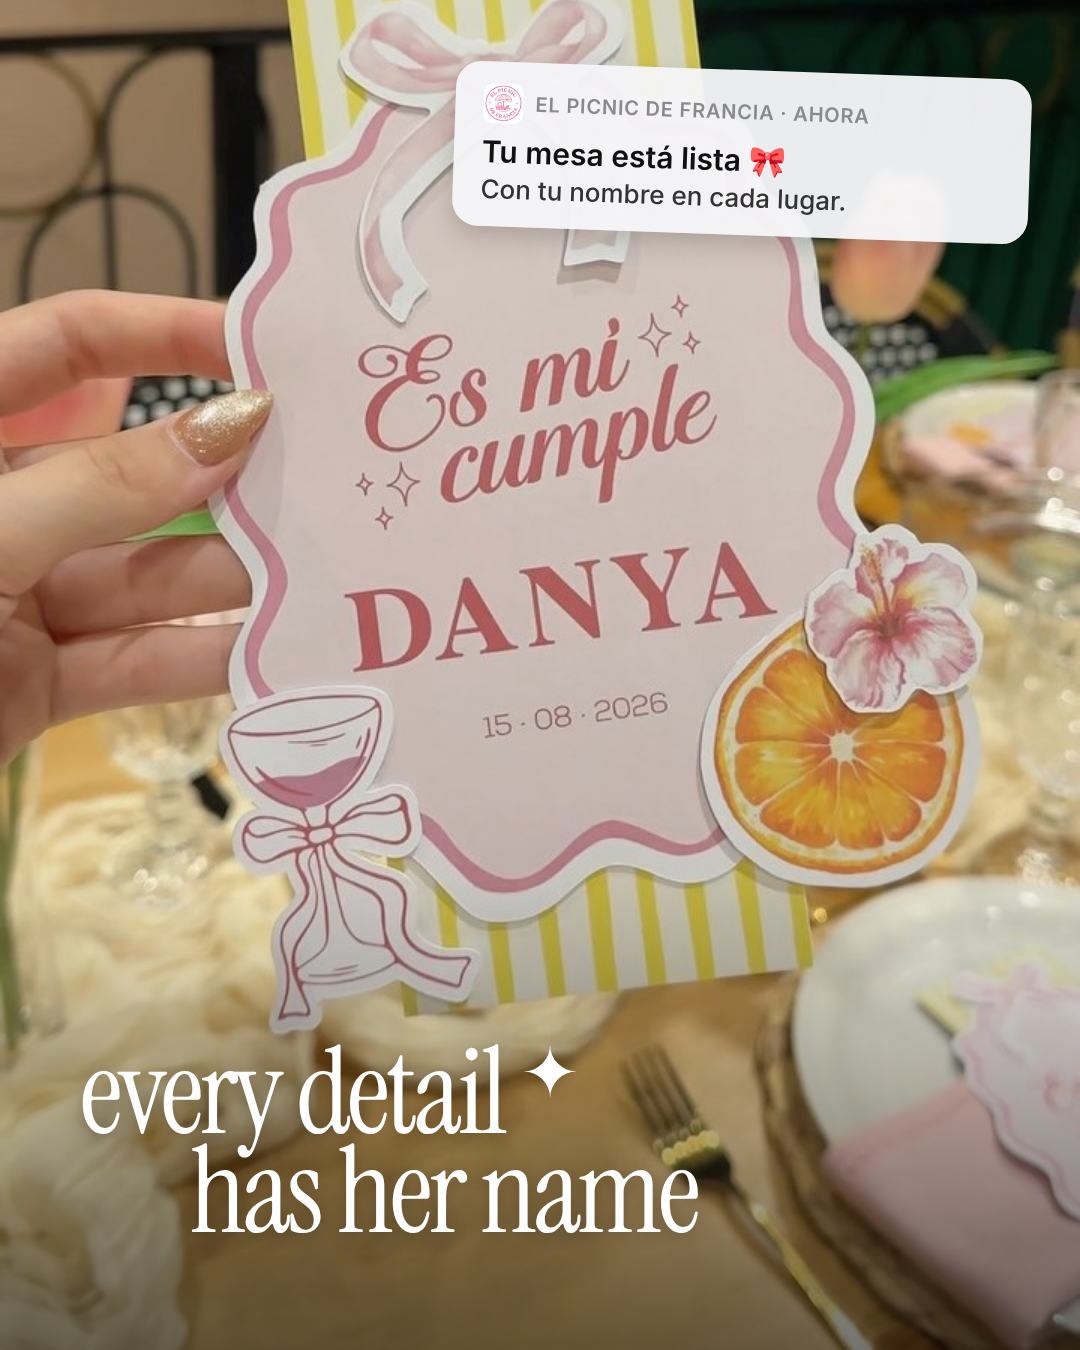 EL PICNIC DE FRANCIA · AHORA
Tu mesa está lista 🎀
Con tu nombre en cada lugar.
Es mi
cumple
DANYA
15 · 08 · 2026
every detail
has her name